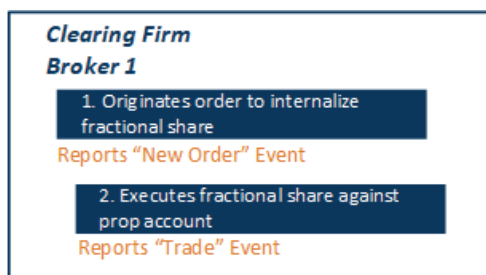 Clearing Firm
Broker 1
1. Originates order to internalize
fractional share
Reports “New Order” Event
2. Executes fractional share against
prop account
Reports “Trade” Event